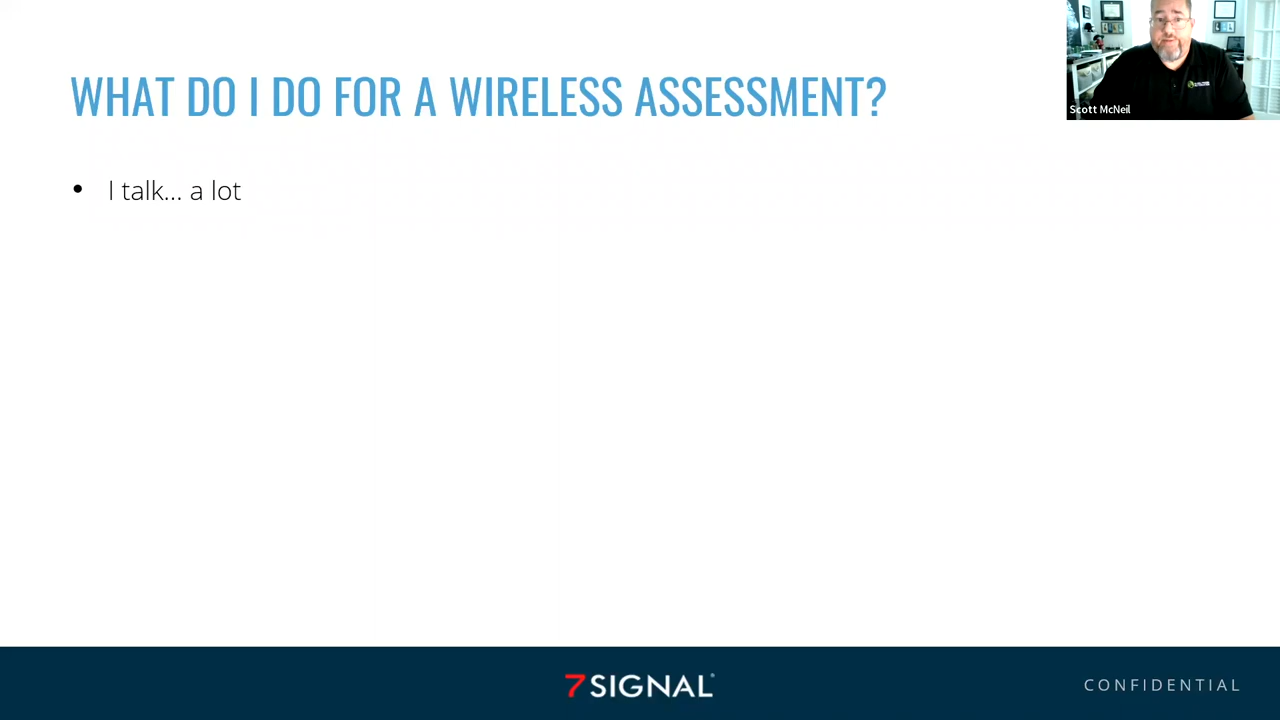 WHAT DO I DO FOR A WIRELESS ASSESSMENT?
Scott McNeil
• I talk... a lot
7SIGNAL
CONFIDENTIAL